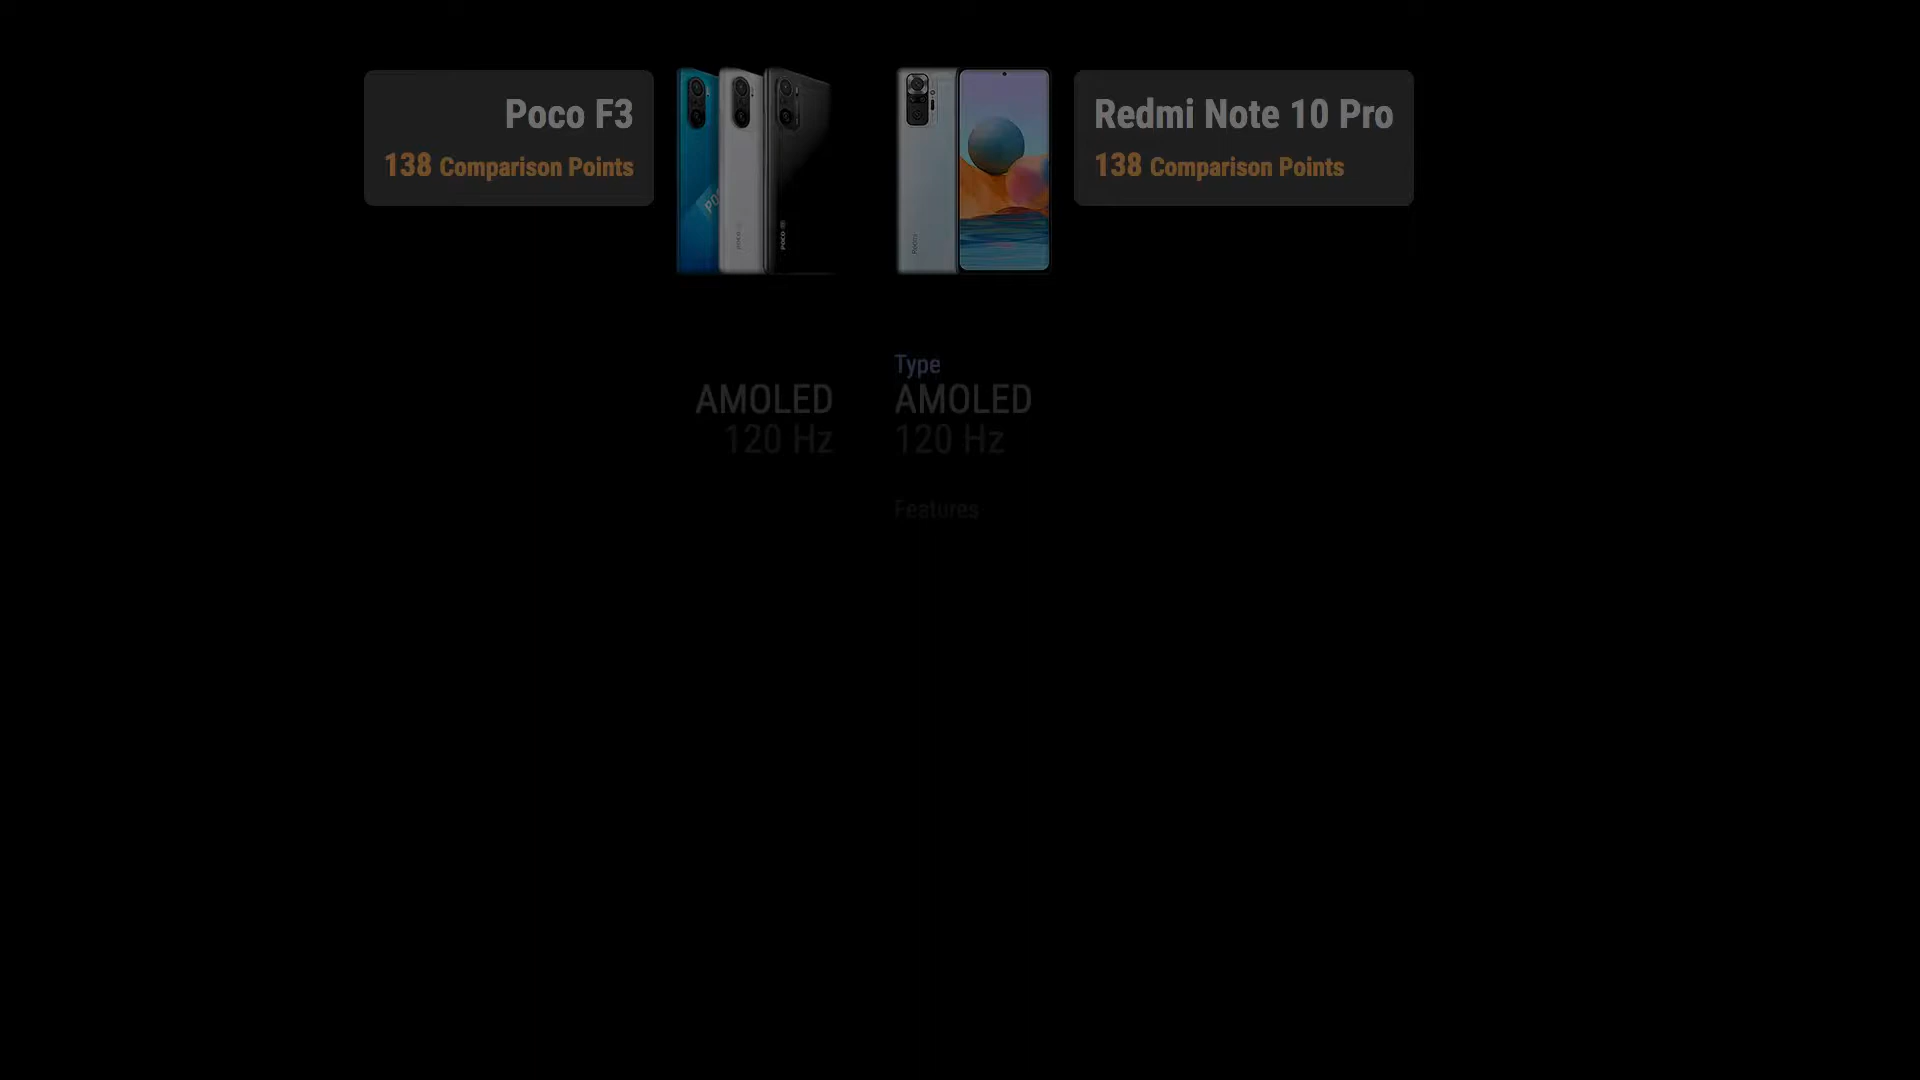 Poco F3
138 Comparison Points
Redmi Note 10 Pro
138 Comparison Points
Type
AMOLED AMOLED
120 Hz 120 Hz
Features